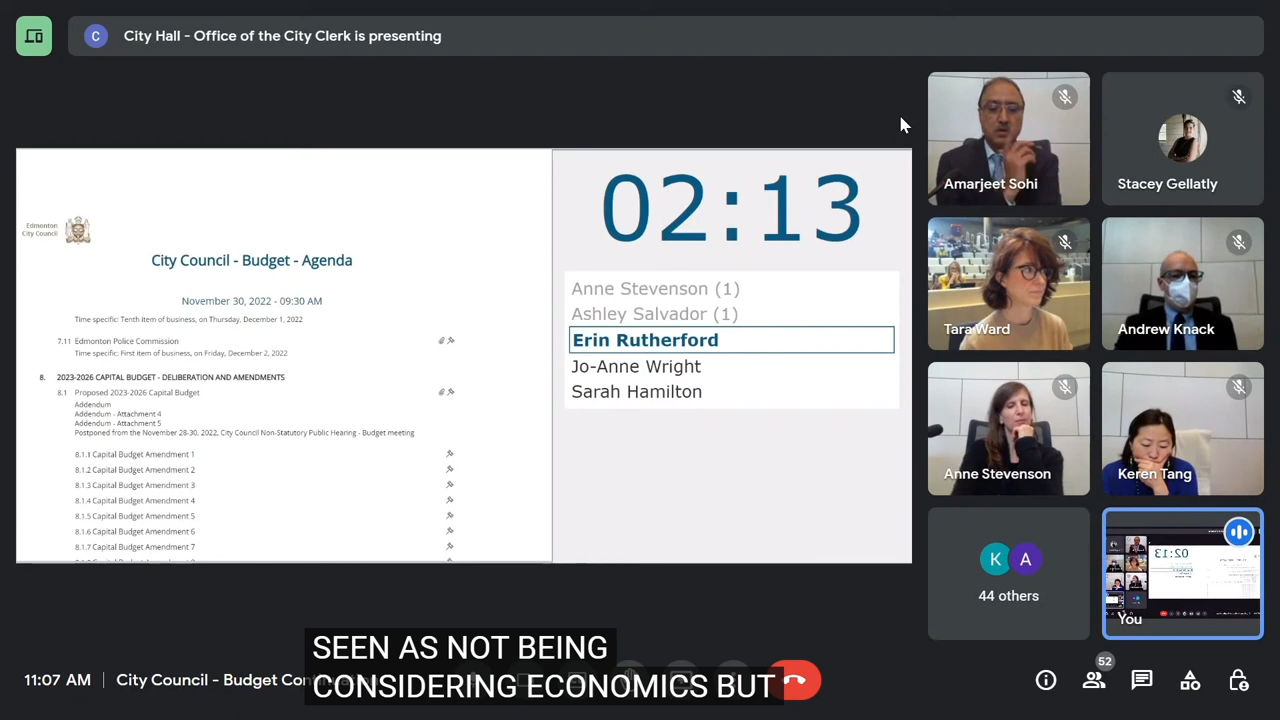 C City Hall - Office of the City Clerk is presenting
Edmonton
City Council
City Council - Budget - Agenda
November 30, 2022 - 09:30 AM
Time specific: Tenth item of business, on Thursday, December 1, 2022
7.11 Edmonton Police Commission
Time specific: First item of business, on Friday, December 2, 2022
8. 2023-2026 CAPITAL BUDGET - DELIBERATION AND AMENDMENTS
8.1 Proposed 2023-2026 Capital Budget
Addendum
Addendum - Attachment 4
Addendum - Attachment 5
Postponed from the November 28-30, 2022, City Council Non-Statutory Public Hearing - Budget meeting
8.1.1 Capital Budget Amendment 1
8.1.2 Capital Budget Amendment 2
8.1.3 Capital Budget Amendment 3
8.1.4 Capital Budget Amendment 4
8.1.5 Capital Budget Amendment 5
8.1.6 Capital Budget Amendment 6
8.1.7 Capital Budget Amendment 7
02:13
Anne Stevenson (1)
Ashley Salvador (1)
Erin Rutherford
Jo-Anne Wright
Sarah Hamilton
Amarjeet Sohi
Stacey Gellatly
Tara Ward
Andrew Knack
Anne Stevenson
Keren Tang
K A
44 others
02:13
You
SEEN AS NOT BEING
CONSIDERING ECONOMICS BUT
11:07 AM City Council - Budget
52